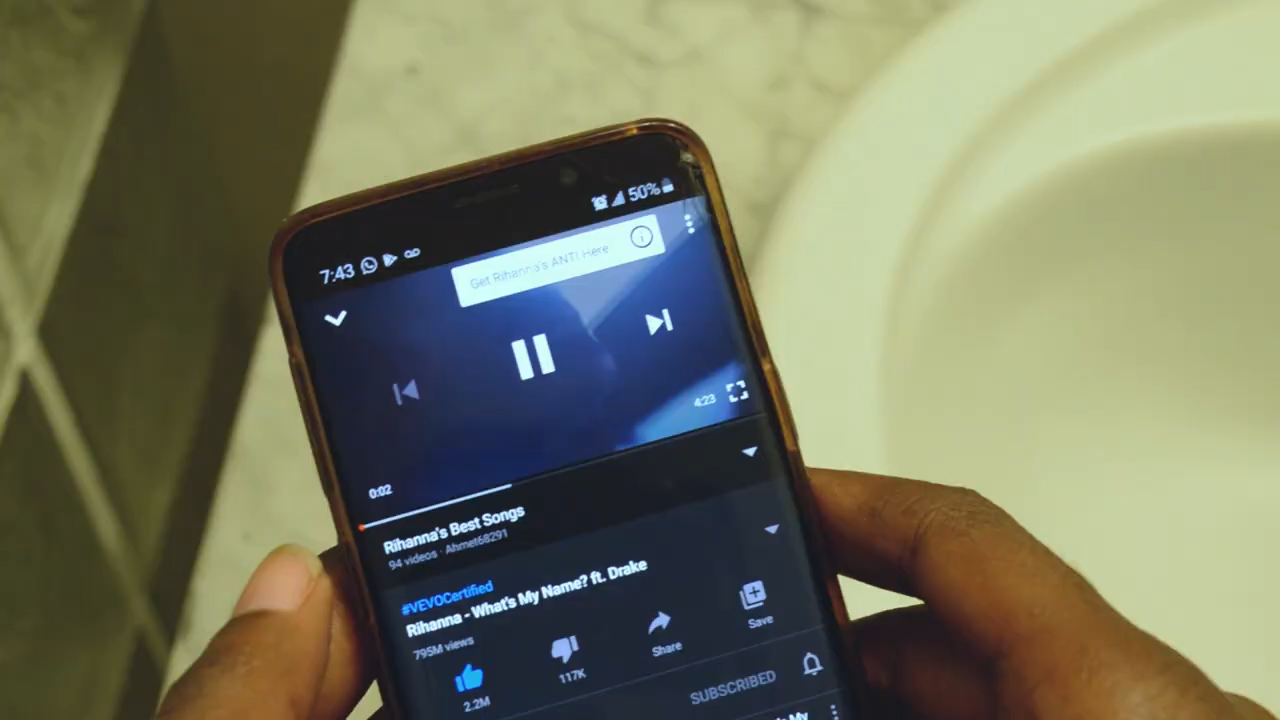 7:43
50%
Get Rihanna's ANTI Here
4:23
0:02
Rihanna's Best Songs
94 videos · Ahmet68291
#VEVOCertified
Rihanna - What's My Name? ft. Drake
795M views
2.2M
117K
Share
Save
SUBSCRIBED
My